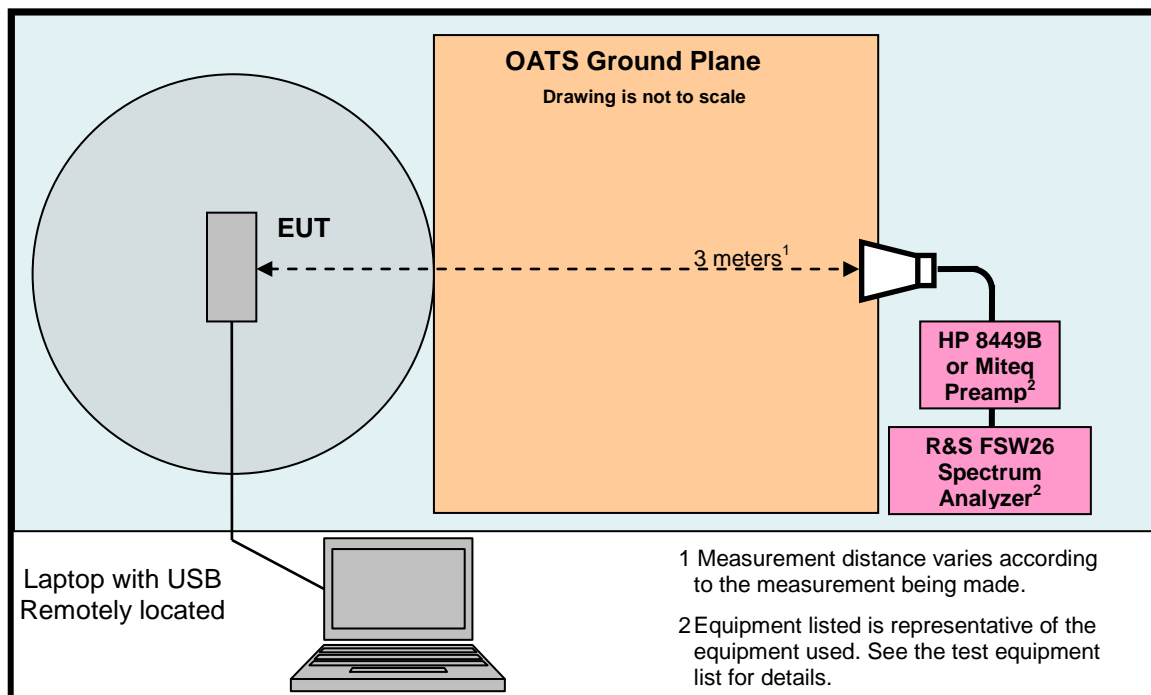 OATS Ground Plane
Drawing is not to scale
EUT
3 meters¹
HP 8449B
or Miteq
Preamp²
R&S FSW26
Spectrum
Analyzer²
Laptop with USB
Remotely located
1 Measurement distance varies according
to the measurement being made.
2 Equipment listed is representative of the
equipment used. See the test equipment
list for details.